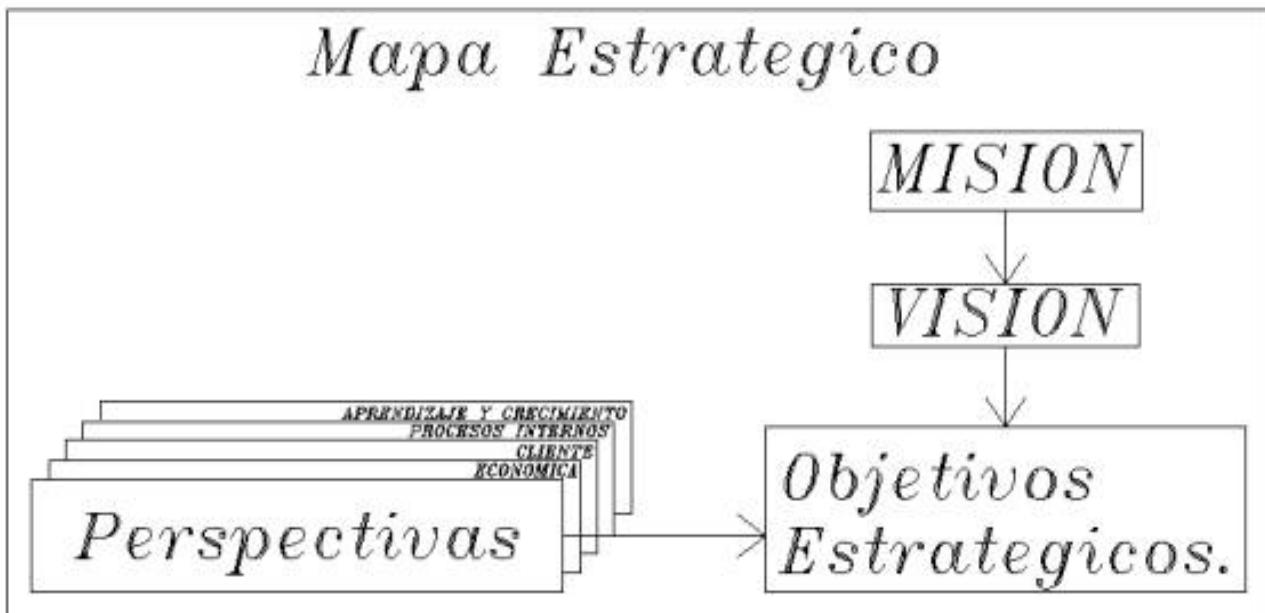 Mapa Estrategico
MISION
VISION
APRENDIZAJE Y CRECIMIENTO
PROCESOS INTERNOS
CLIENTE
ECONOMICA
Perspectivas
Objetivos
Estrategicos.